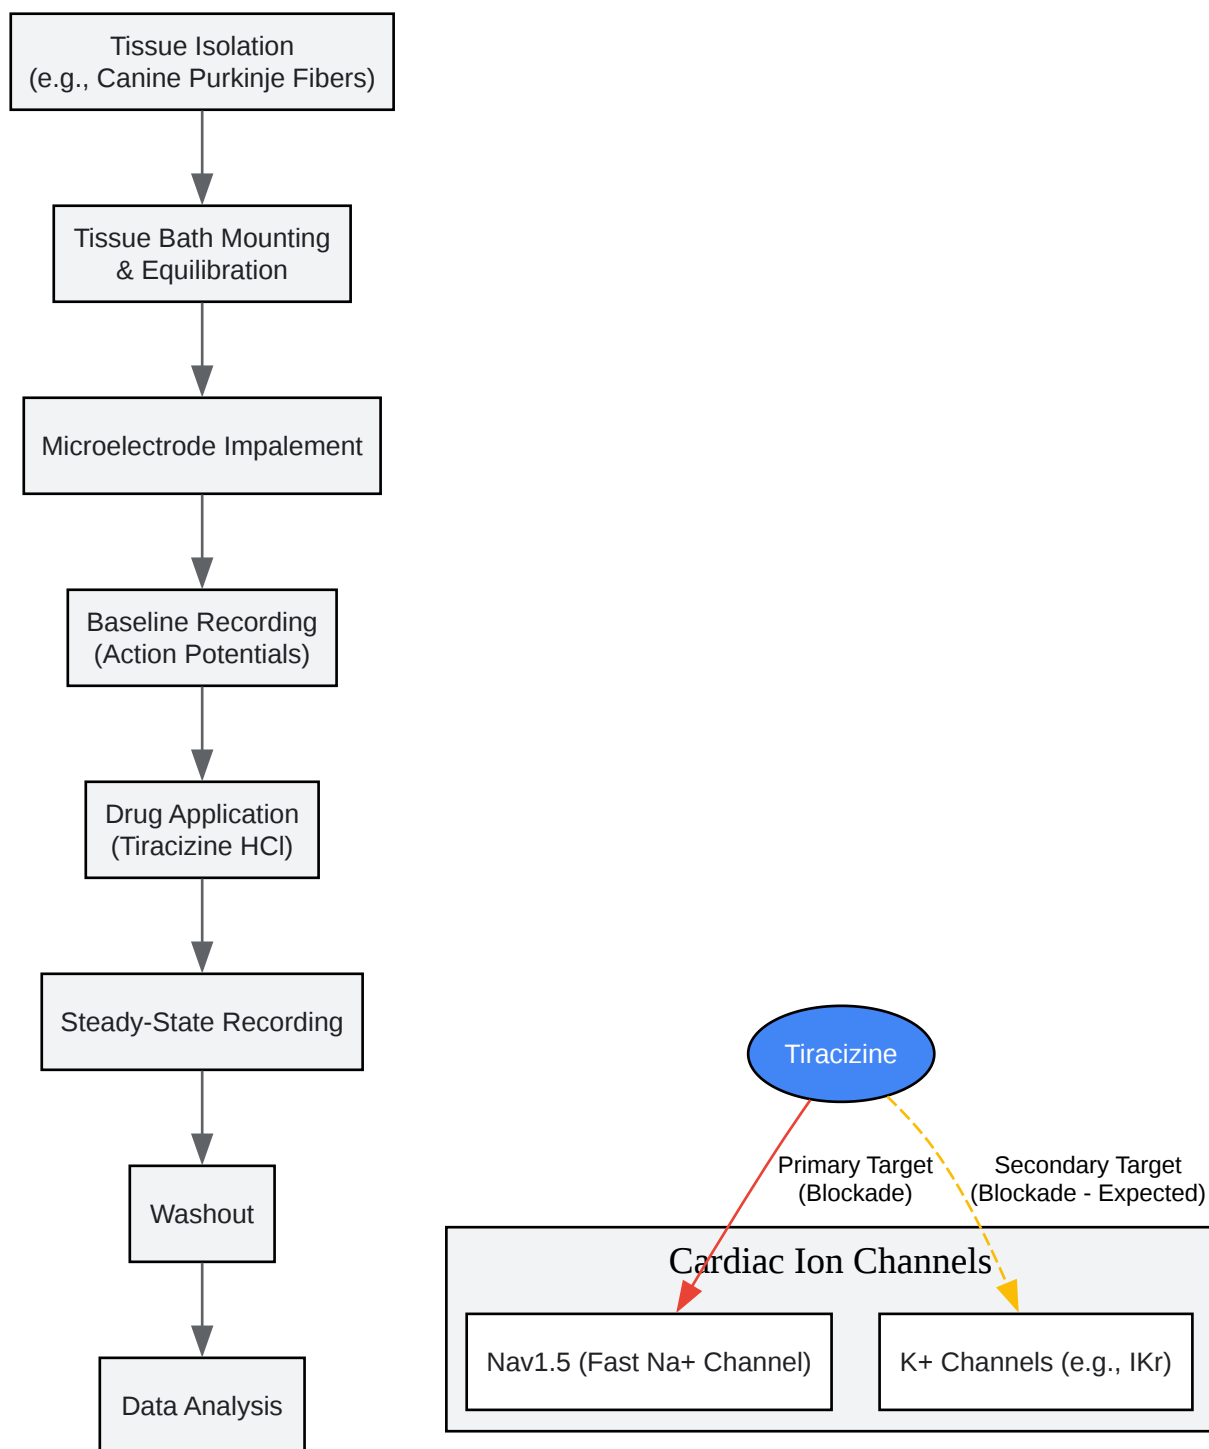 Tissue Isolation
(e.g., Canine Purkinje Fibers)
Tissue Bath Mounting
& Equilibration
Microelectrode Impalement
Baseline Recording
(Action Potentials)
Drug Application
(Tiracizine HCl)
Steady-State Recording
Washout
Data Analysis
Tiracizine
Primary Target
(Blockade)
Secondary Target
(Blockade - Expected)
Cardiac Ion Channels
Nav1.5 (Fast Na+ Channel)
K+ Channels (e.g., IKr)